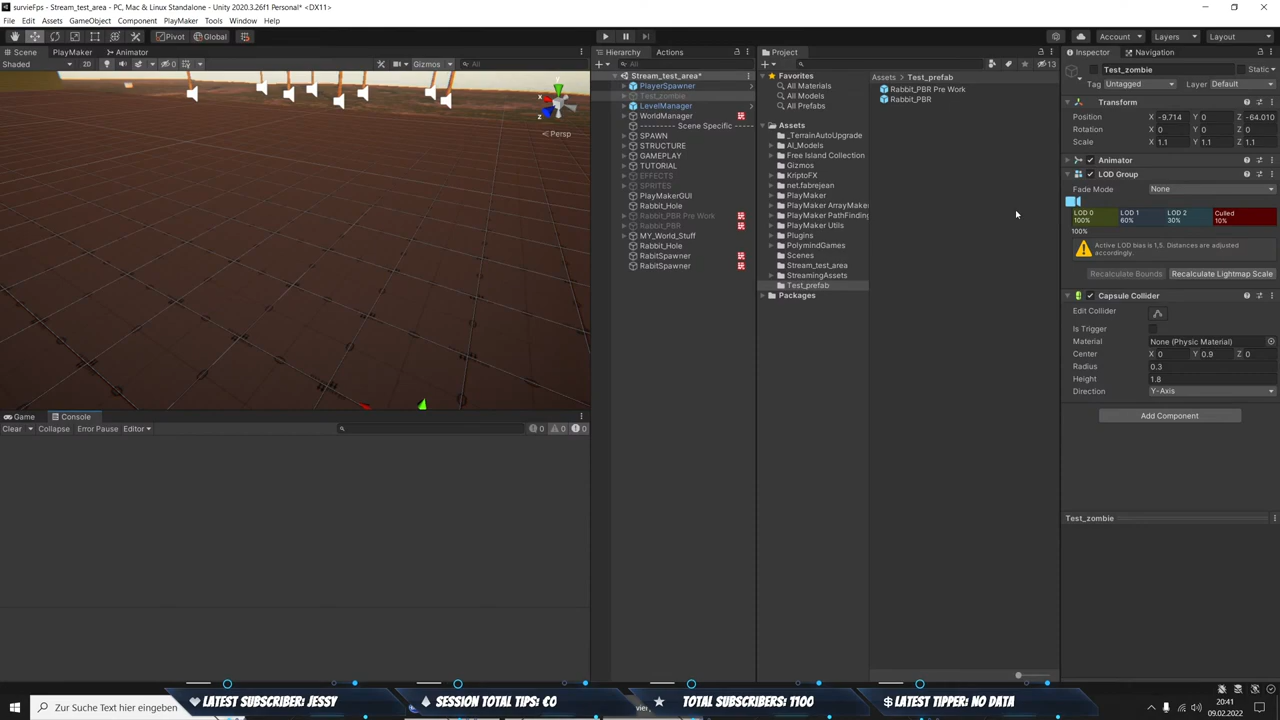 survieFps - Stream_test_area - PC, Mac & Linux Standalone - Unity 2020.3.26f1 Personal* <DX11>
File Edit Assets GameObject Component PlayMaker Tools Window Help
Pivot Global Account Layers Layout
Scene PlayMaker Animator
Shaded 2D 0 Gizmos All
Persp
x
y
z
Game Console
Clear Collapse Error Pause Editor 0 0 0
Hierarchy Actions
All
Stream_test_area*
PlayerSpawner
Test_zombie
LevelManager
WorldManager
-------- Scene Specific -----
SPAWN
STRUCTURE
GAMEPLAY
TUTORIAL
EFFECTS
SPRITES
PlayMakerGUI
Rabbit_Hole
Rabbit_PBR Pre Work
Rabbit_PBR
MY_World_Stuff
Rabbit_Hole
RabitSpawner
RabitSpawner
Project
13
Favorites
All Materials
All Models
All Prefabs
Assets
_TerrainAutoUpgrade
AI_Models
Free Island Collection
Gizmos
KriptoFX
net.fabrejean
PlayMaker
PlayMaker ArrayMaker
PlayMaker PathFinding
PlayMaker Utils
Plugins
PolymindGames
Scenes
Stream_test_area
StreamingAssets
Test_prefab
Packages
Assets Test_prefab
Rabbit_PBR Pre Work
Rabbit_PBR
Inspector Navigation
Test_zombie Static
Tag Untagged Layer Default
Transform
Position X -9.714 Y 0 Z -64.010
Rotation X 0 Y 0 Z 0
Scale X 1.1 Y 1.1 Z 1.1
Animator
LOD Group
Fade Mode None
LOD 0 LOD 1 LOD 2 Culled
100% 60% 30% 10%
100%
Active LOD bias is 1,5. Distances are adjusted
accordingly.
Recalculate Bounds Recalculate Lightmap Scale
Capsule Collider
Edit Collider
Is Trigger
Material None (Physic Material)
Center X 0 Y 0.9 Z 0
Radius 0.3
Height 1.8
Direction Y-Axis
Add Component
Test_zombie
LATEST SUBSCRIBER: JESSY SESSION TOTAL TIPS: €0 TOTAL SUBSCRIBERS: 1100 LATEST TIPPER: NO DATA
Zur Suche Text hier eingeben
20:41
09.02.2022